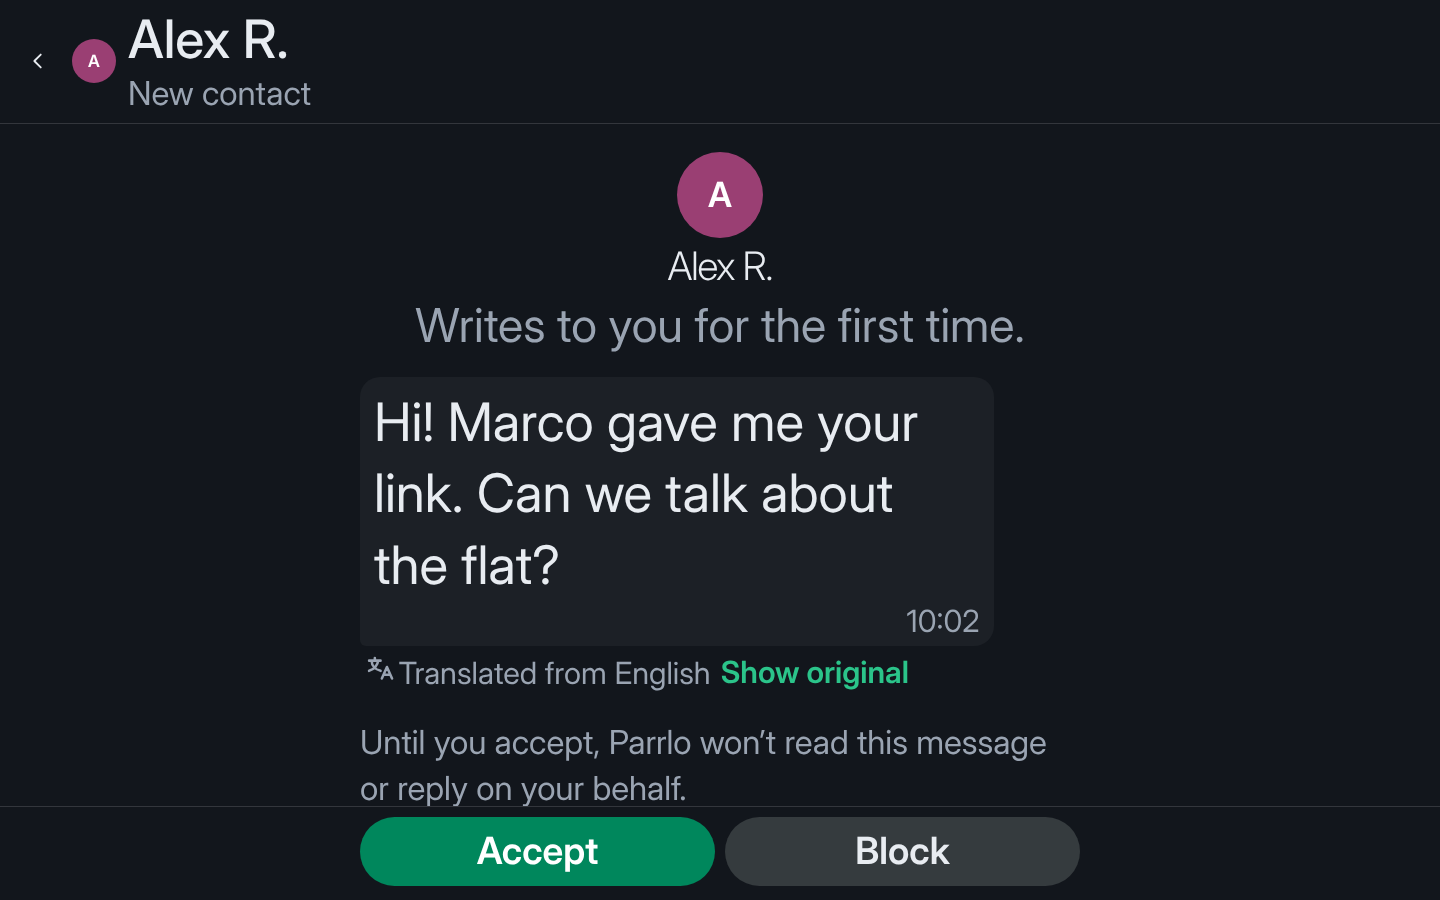 A
Alex R.
New contact
A
Alex R.
Writes to you for the first time.
Hi! Marco gave me your
link. Can we talk about
the flat?
10:02
Translated from English Show original
Until you accept, Parrlo won’t read this message
or reply on your behalf.
Accept
Block